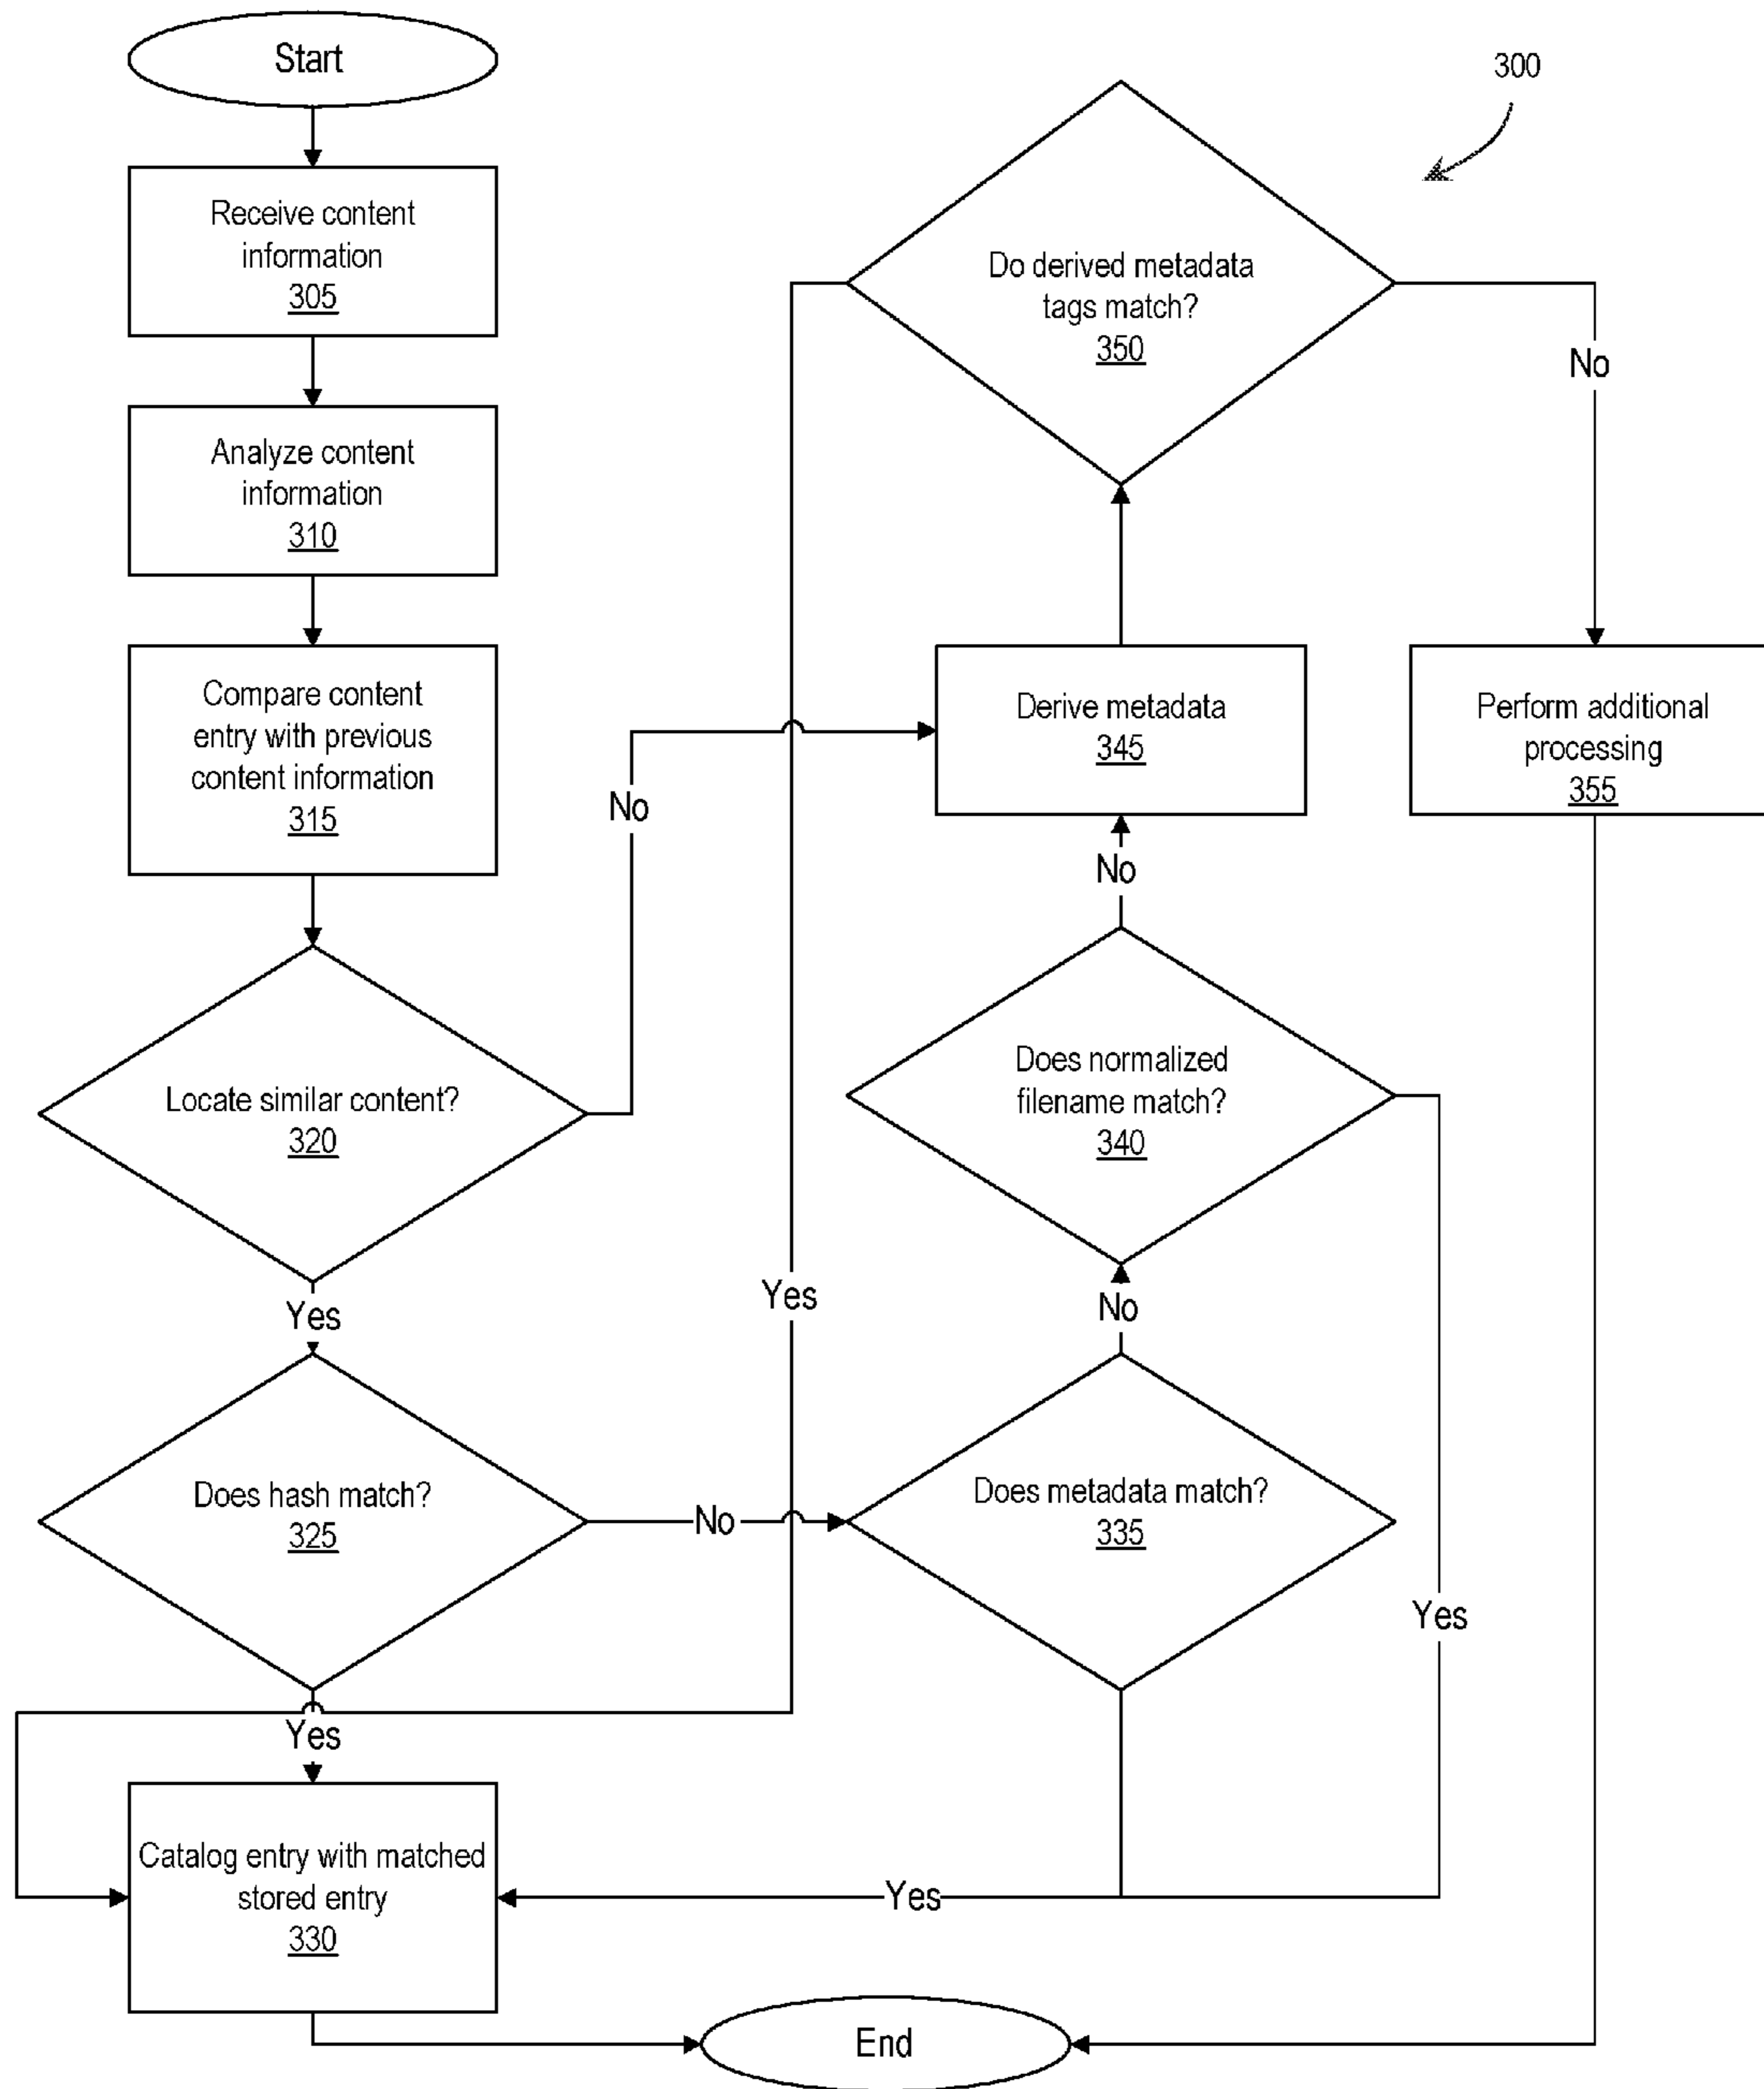 Start
300
Receive content
information
305
Do derived metadata
tags match?
350
No
Analyze content
information
310
Compare content
entry with previous
content information
315
No
Derive metadata
345
Perform additional
processing
355
No
Locate similar content?
320
Does normalized
filename match?
340
Yes
Yes
No
Does hash match?
325
No
Does metadata match?
335
Yes
Yes
Catalog entry with matched
stored entry
330
Yes
End